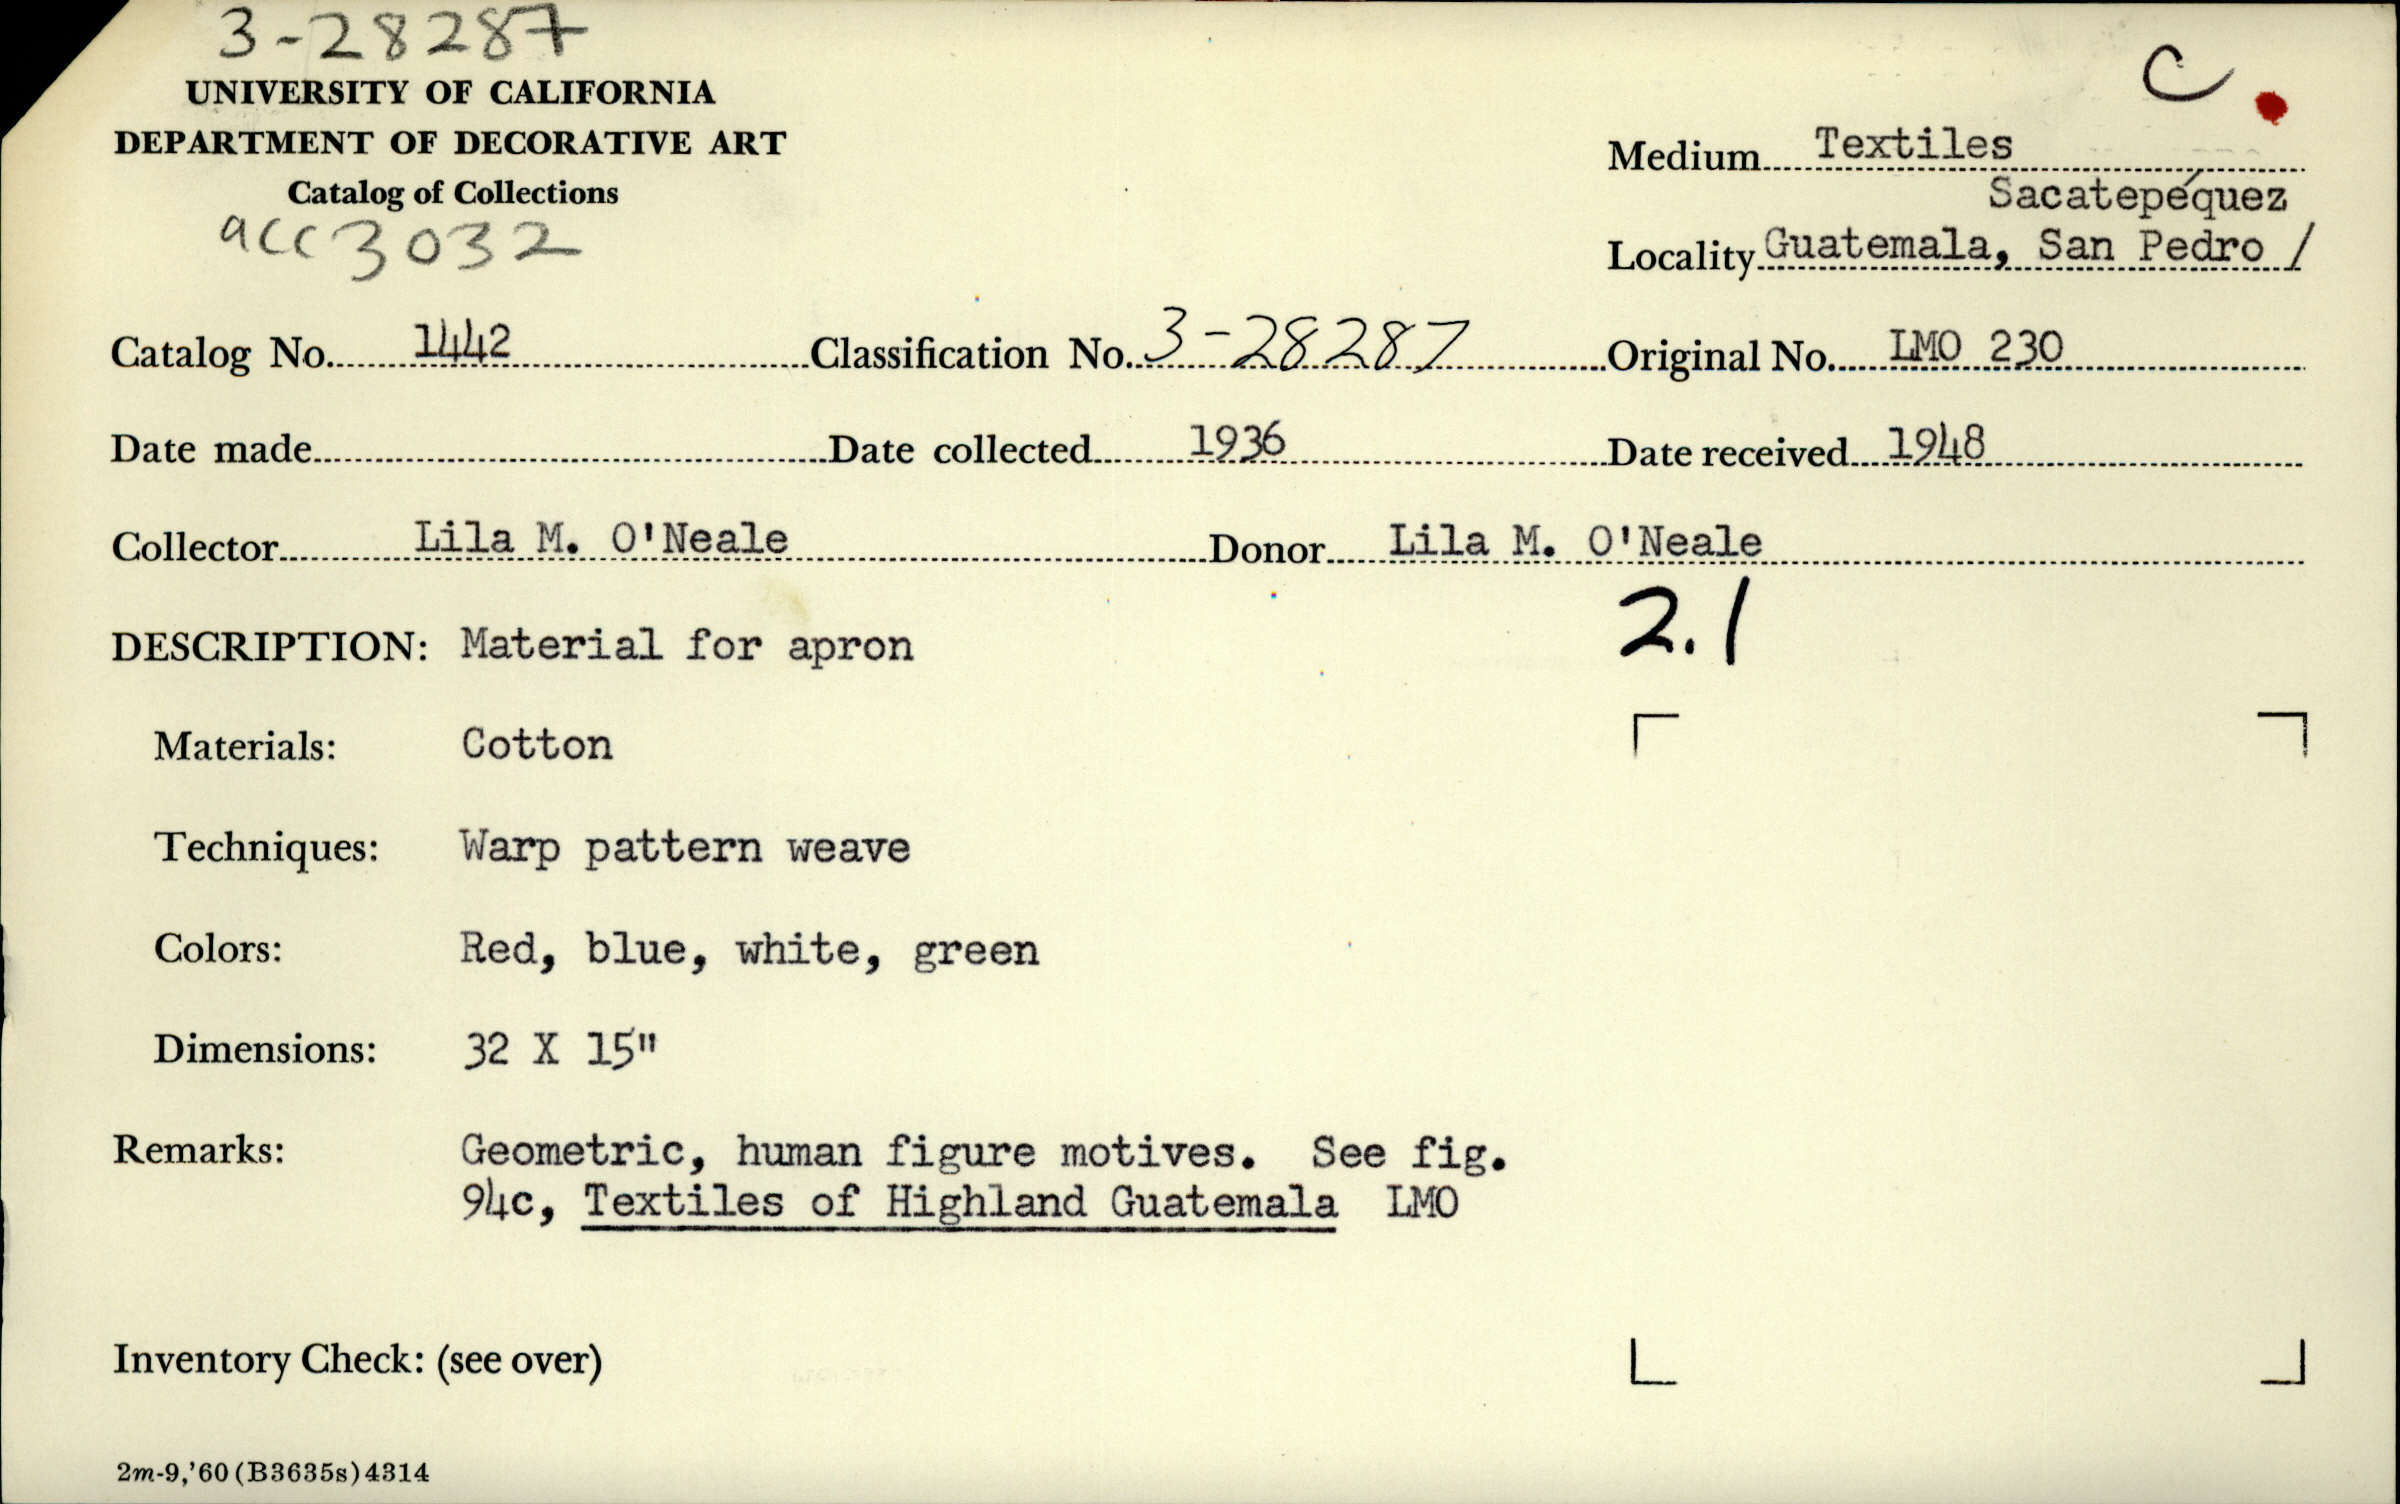 3-28287
UNIVERSITY OF CALIFORNIA
DEPARTMENT OF DECORATIVE ART
Catalog of Collections
acc 3032
C
Medium Textiles
Sacatepéquez
Locality Guatemala, San Pedro /
Catalog No. 1442 Classification No. 3-28287 Original No. LMO 230
Date made Date collected 1936 Date received 1948
Collector Lila M. O'Neale Donor Lila M. O'Neale
2.1
DESCRIPTION: Material for apron
Materials: Cotton
Techniques: Warp pattern weave
Colors: Red, blue, white, green
Dimensions: 32 X 15"
Remarks: Geometric, human figure motives. See fig.
94c, Textiles of Highland Guatemala LMO
Inventory Check: (see over)
2m-9,'60(B3635s)4314